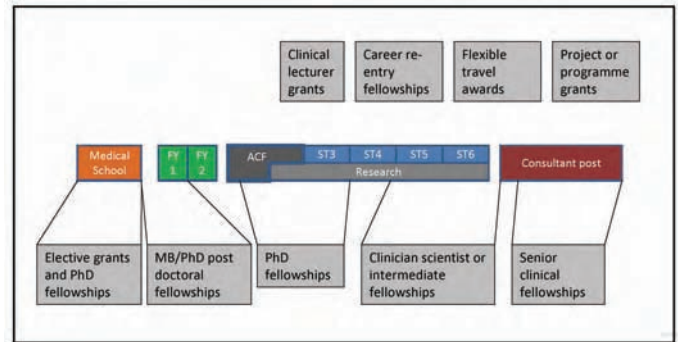 Clinical
lecturer
grants
Career re-
entry
fellowships
Flexible
travel
awards
Project or
programme
grants
Medical
School
FY
1
FY
2
ACF
ST3
ST4
ST5
ST6
Research
Consultant post
Elective grants
and PhD
fellowships
MB/PhD post
doctoral
fellowships
PhD
fellowships
Clinician scientist or
intermediate
fellowships
Senior
clinical
fellowships